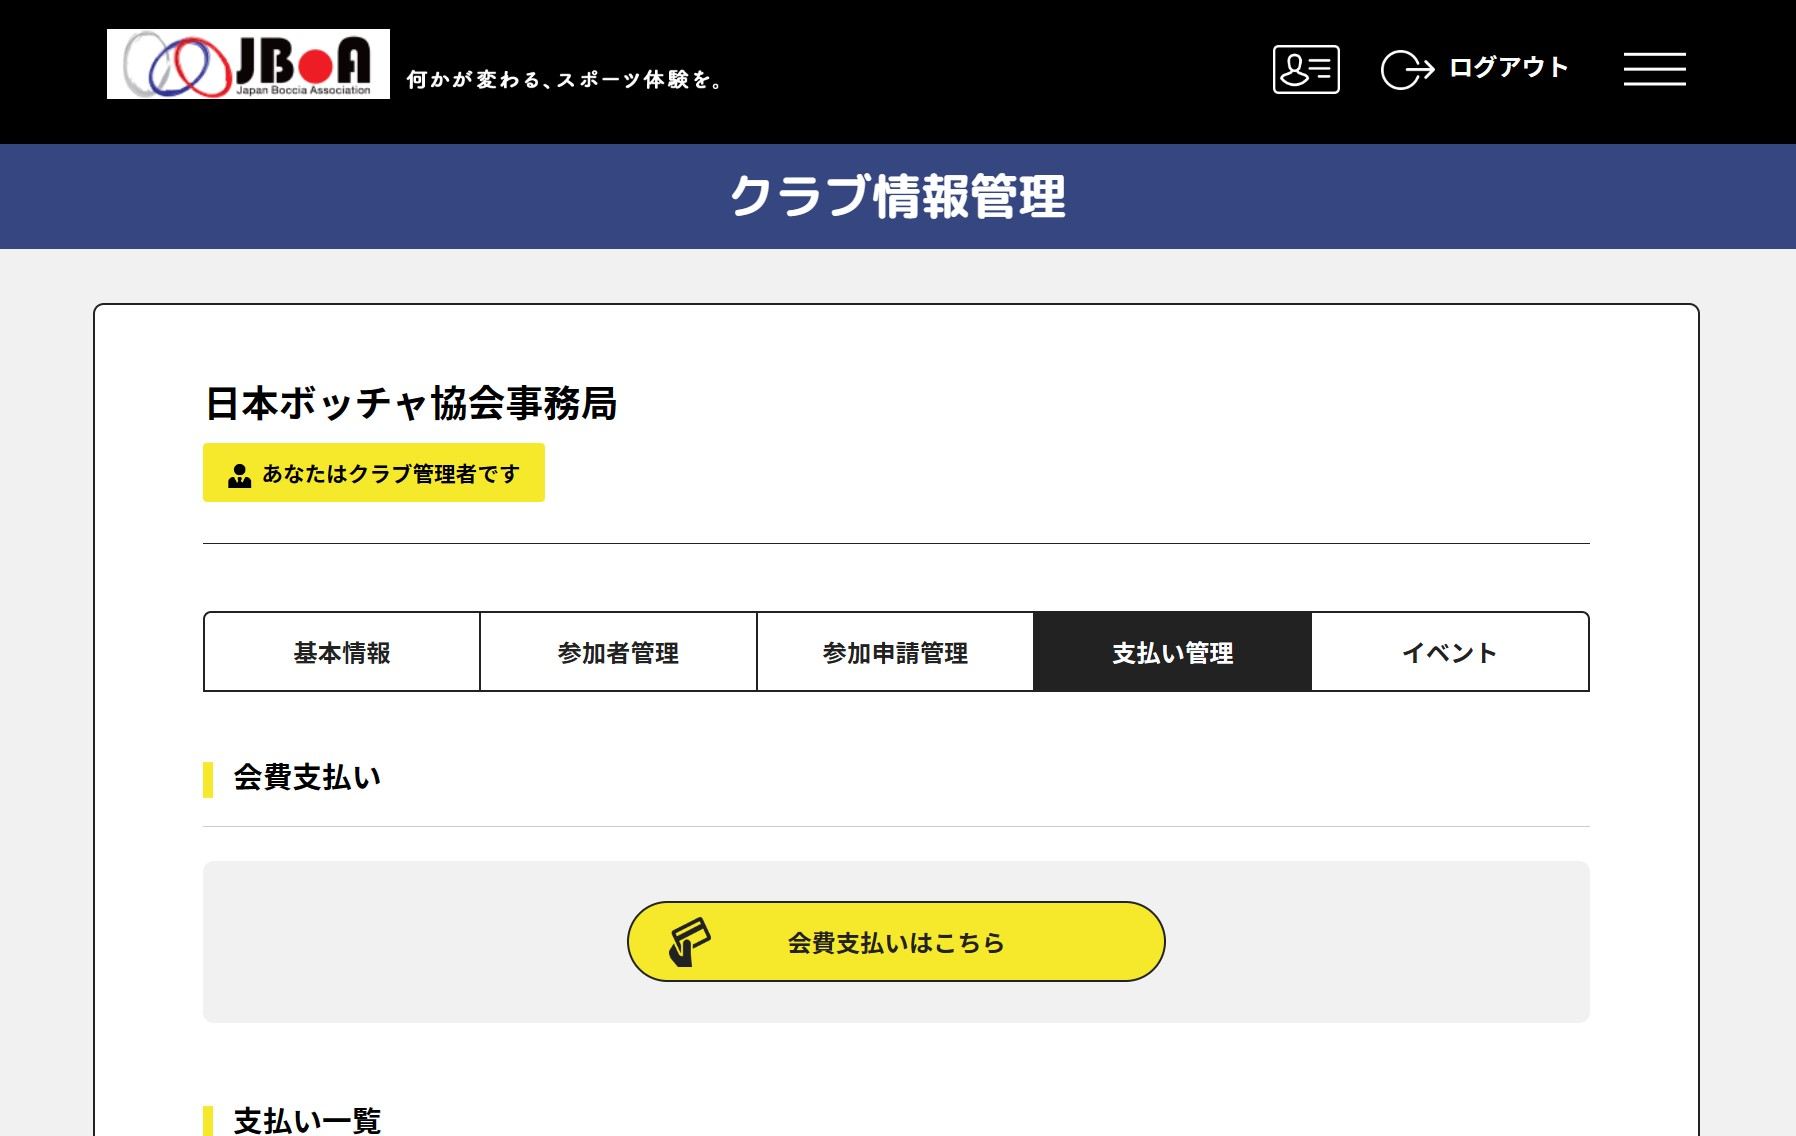 JBoA
Japan Boccia Association
何かが変わる、スポーツ体験を。
ログアウト
クラブ情報管理
日本ボッチャ協会事務局
あなたはクラブ管理者です
基本情報
参加者管理
参加申請管理
支払い管理
イベント
会費支払い
会費支払いはこちら
支払い一覧